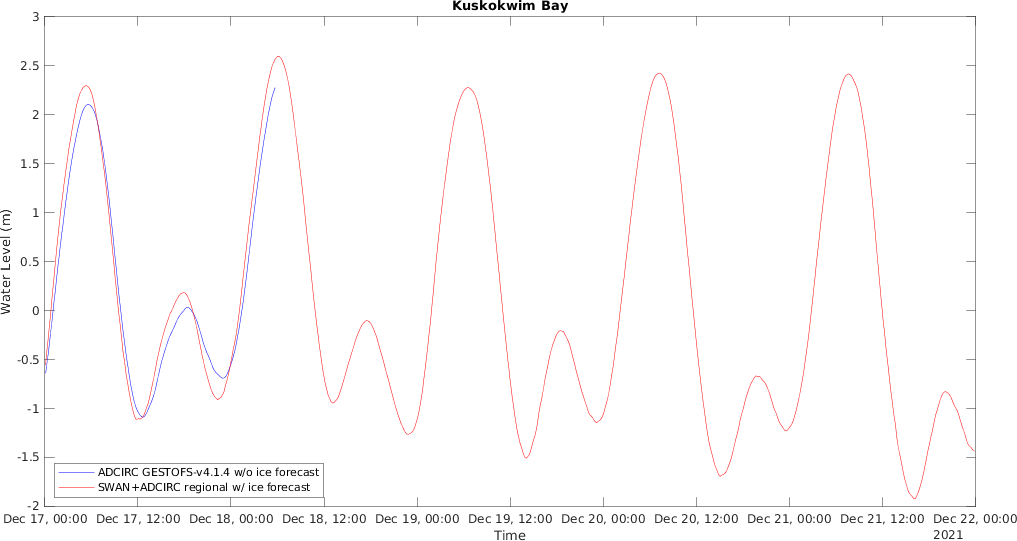 Kuskokwim Bay
3
2.5
2
1.5
1
0.5
0
-0.5
-1
-1.5
-2
Water Level (m)
ADCIRC GESTOFS-v4.1.4 w/o ice forecast
SWAN+ADCIRC regional w/ ice forecast
Dec 17, 00:00 Dec 17, 12:00 Dec 18, 00:00 Dec 18, 12:00 Dec 19, 00:00 Dec 19, 12:00 Dec 20, 00:00 Dec 20, 12:00 Dec 21, 00:00 Dec 21, 12:00 Dec 22, 00:00
Time
2021